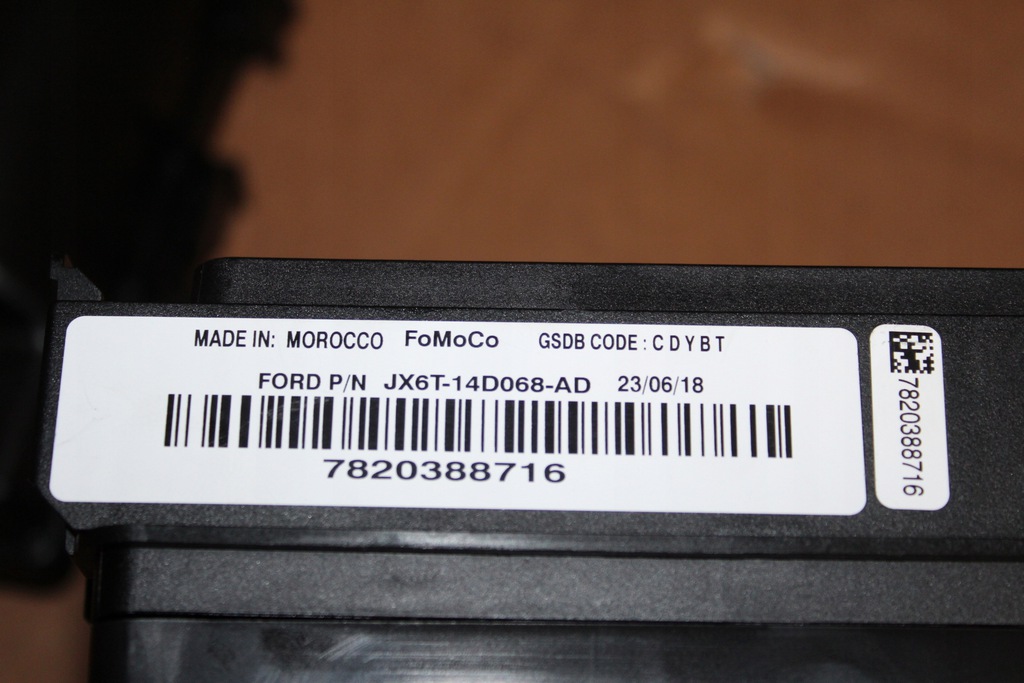 MADE IN: MOROCCO FoMoCo GSDB CODE : C D Y B T
FORD P/N JX6T-14D068-AD 23/06/18
7820388716
7820388716